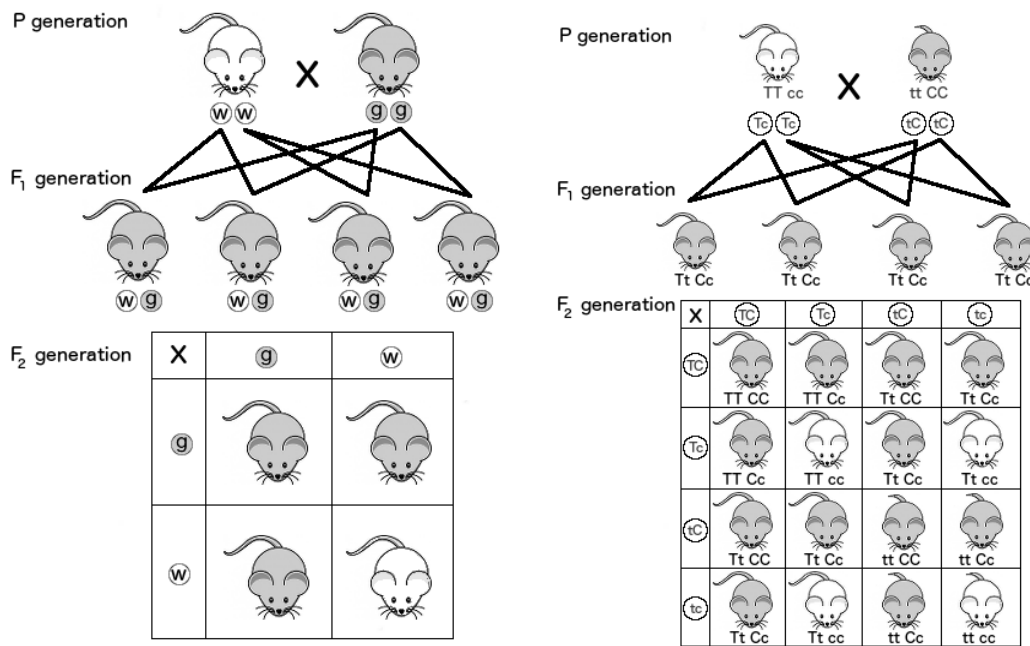 P generation
X
w w g g
F1 generation
w g w g w g w g
F2 generation
X g w
g
w
P generation
X
TT cc tt CC
Tc Tc tC tC
F1 generation
Tt Cc Tt Cc Tt Cc Tt Cc
F2 generation
X TC Tc tC tc
TC
TT CC TT Cc Tt CC Tt Cc
Tc
TT Cc TT cc Tt Cc Tt cc
tC
Tt CC Tt Cc tt CC tt Cc
tc
Tt Cc Tt cc tt Cc tt cc